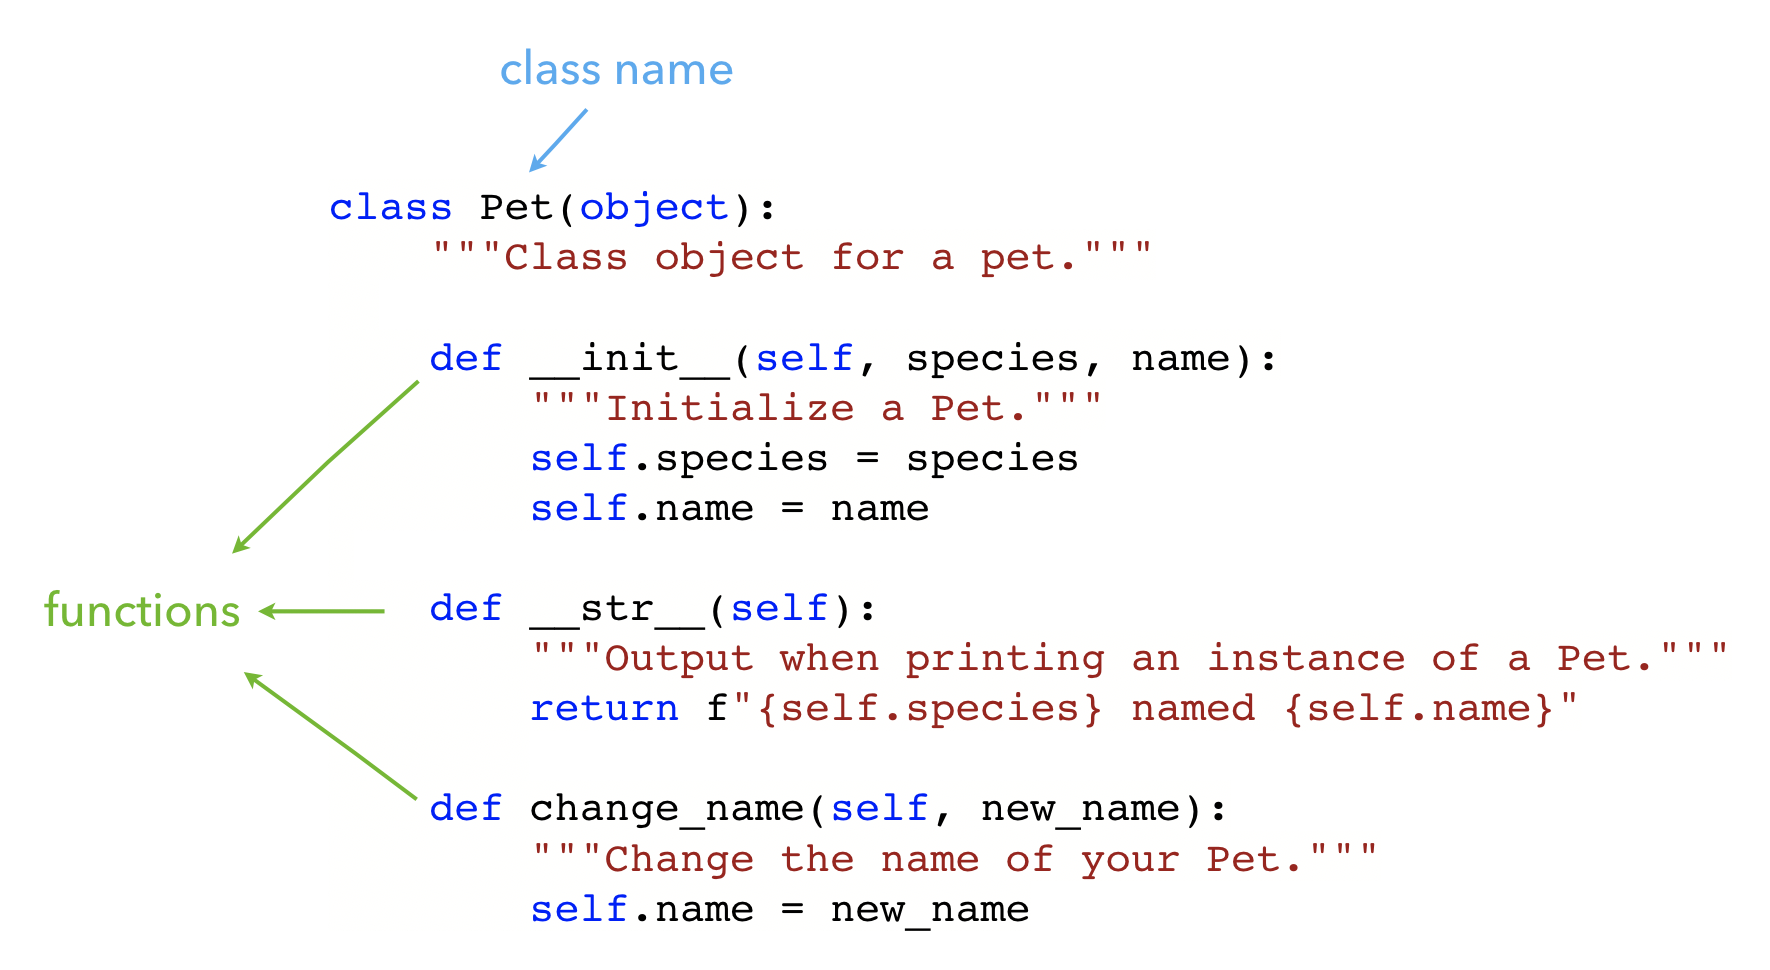 class name
class Pet(object):
"""Class object for a pet."""
def __init__(self, species, name):
"""Initialize a Pet."""
self.species = species
self.name = name
functions
def __str__(self):
"""Output when printing an instance of a Pet."""
return f"{self.species} named {self.name}"
def change_name(self, new_name):
"""Change the name of your Pet."""
self.name = new_name